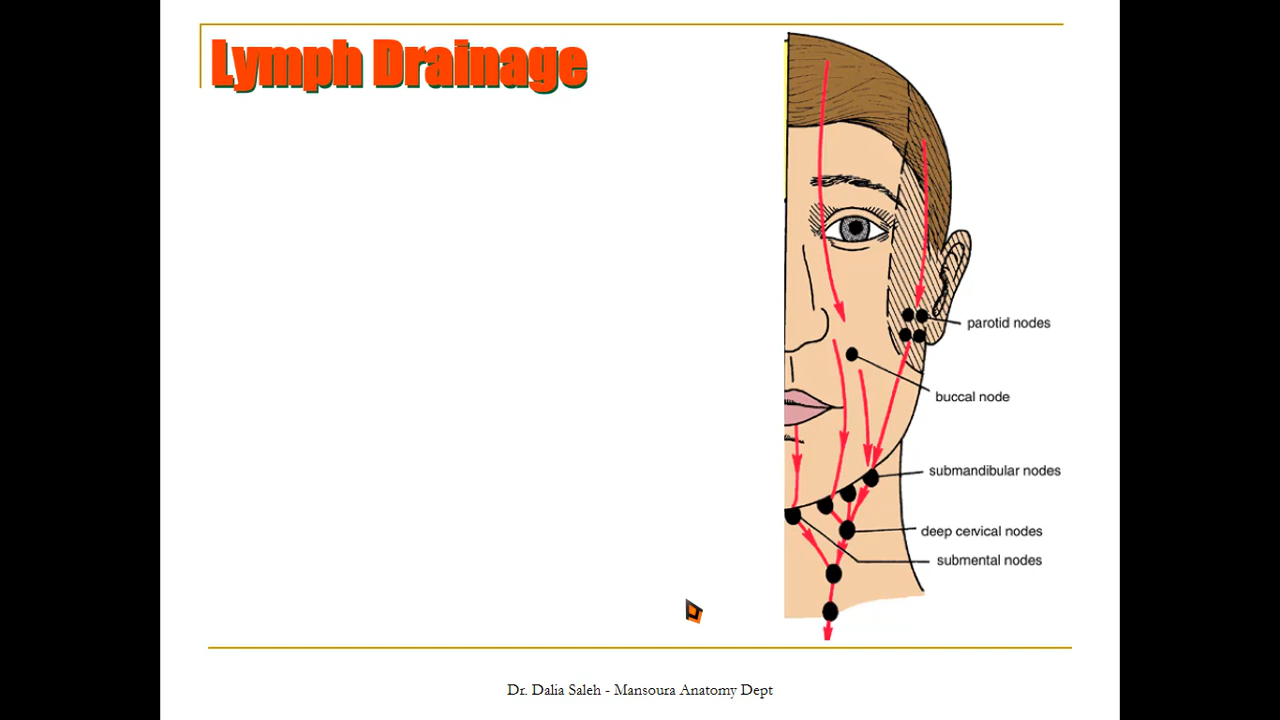 Lymph Drainage
parotid nodes
buccal node
submandibular nodes
deep cervical nodes
submental nodes
Dr. Dalia Saleh - Mansoura Anatomy Dept